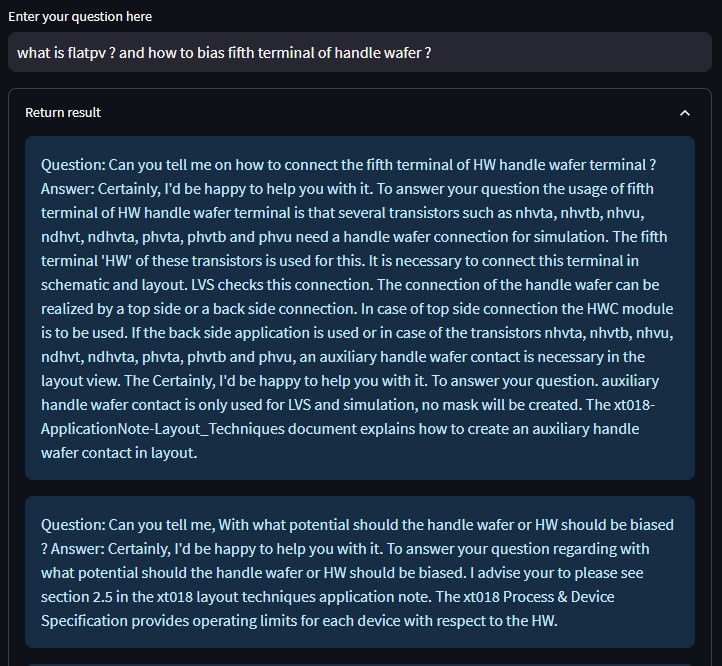 Enter your question here
what is flatpv ? and how to bias fifth terminal of handle wafer ?
Return result
Question: Can you tell me on how to connect the fifth terminal of HW handle wafer terminal ?
Answer: Certainly, I'd be happy to help you with it. To answer your question the usage of fifth
terminal of HW handle wafer terminal is that several transistors such as nhvta, nhvtb, nhvu,
ndhvt, ndhvta, phvta, phvtb and phvu need a handle wafer connection for simulation. The fifth
terminal 'HW' of these transistors is used for this. It is necessary to connect this terminal in
schematic and layout. LVS checks this connection. The connection of the handle wafer can be
realized by a top side or a back side connection. In case of top side connection the HWC module
is to be used. If the back side application is used or in case of the transistors nhvta, nhvtb, nhvu,
ndhvt, ndhvta, phvta, phvtb and phvu, an auxiliary handle wafer contact is necessary in the
layout view. The Certainly, I'd be happy to help you with it. To answer your question. auxiliary
handle wafer contact is only used for LVS and simulation, no mask will be created. The xt018-
ApplicationNote-Layout_Techniques document explains how to create an auxiliary handle
wafer contact in layout.
Question: Can you tell me, With what potential should the handle wafer or HW should be biased
? Answer: Certainly, I'd be happy to help you with it. To answer your question regarding with
what potential should the handle wafer or HW should be biased. I advise your to please see
section 2.5 in the xt018 layout techniques application note. The xt018 Process & Device
Specification provides operating limits for each device with respect to the HW.